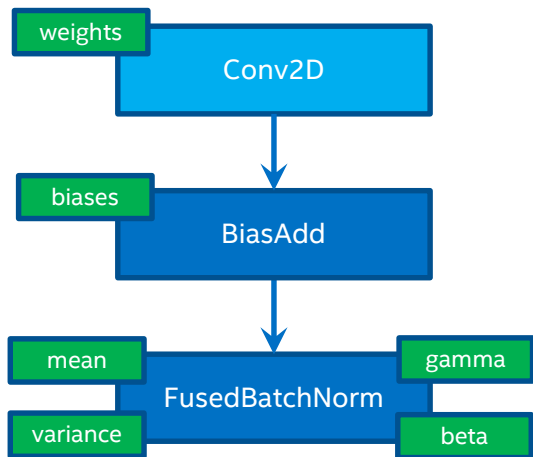 weights
Conv2D
biases
BiasAdd
mean
gamma
FusedBatchNorm
variance
beta